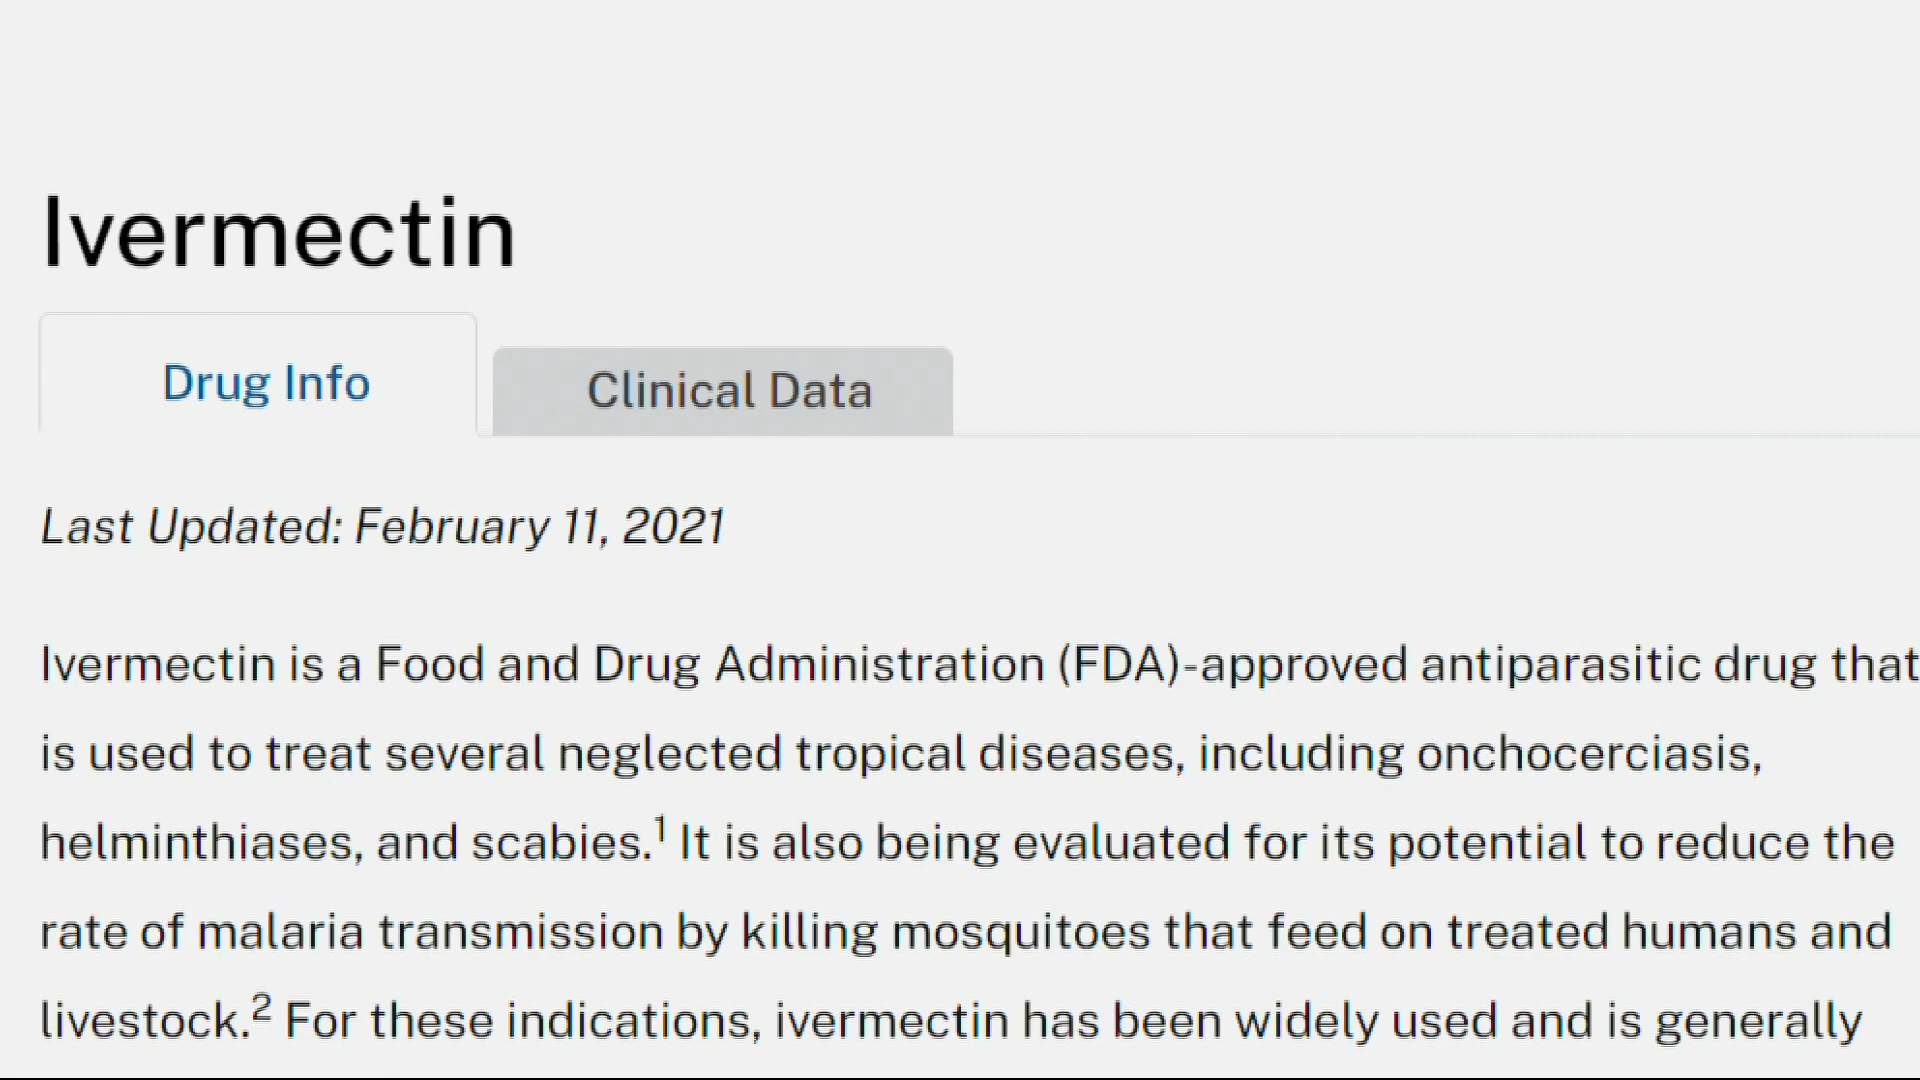 Ivermectin
Drug Info
Clinical Data
Last Updated: February 11, 2021
Ivermectin is a Food and Drug Administration (FDA)-approved antiparasitic drug that
is used to treat several neglected tropical diseases, including onchocerciasis,
helminthiases, and scabies.¹ It is also being evaluated for its potential to reduce the
rate of malaria transmission by killing mosquitoes that feed on treated humans and
livestock.² For these indications, ivermectin has been widely used and is generally